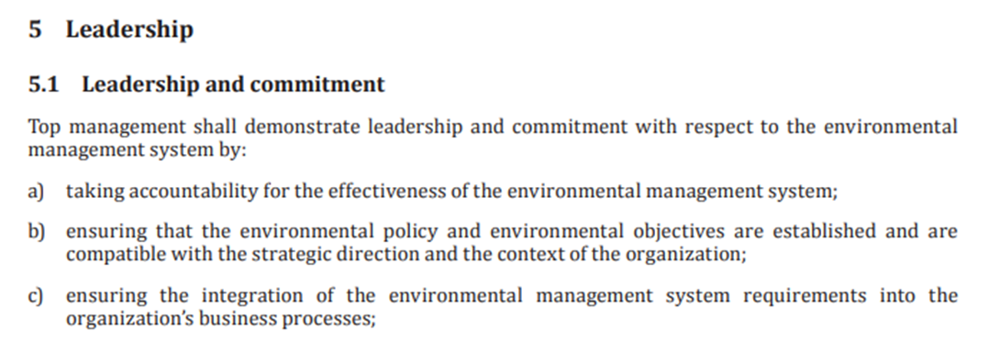 5 Leadership
5.1 Leadership and commitment
Top management shall demonstrate leadership and commitment with respect to the environmental
management system by:
a) taking accountability for the effectiveness of the environmental management system;
b) ensuring that the environmental policy and environmental objectives are established and are
compatible with the strategic direction and the context of the organization;
c) ensuring the integration of the environmental management system requirements into the
organization’s business processes;